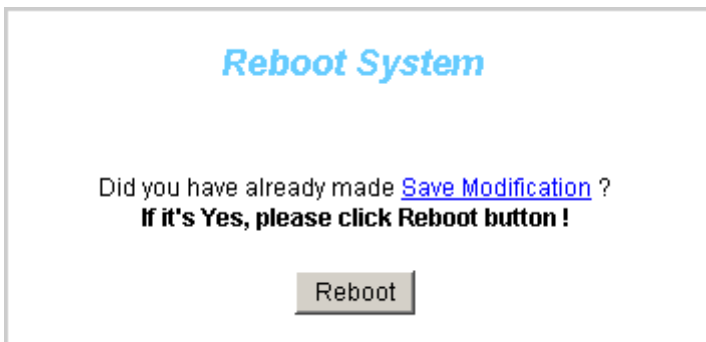 Reboot System
Did you have already made Save Modification ?
If it's Yes, please click Reboot button !
Reboot